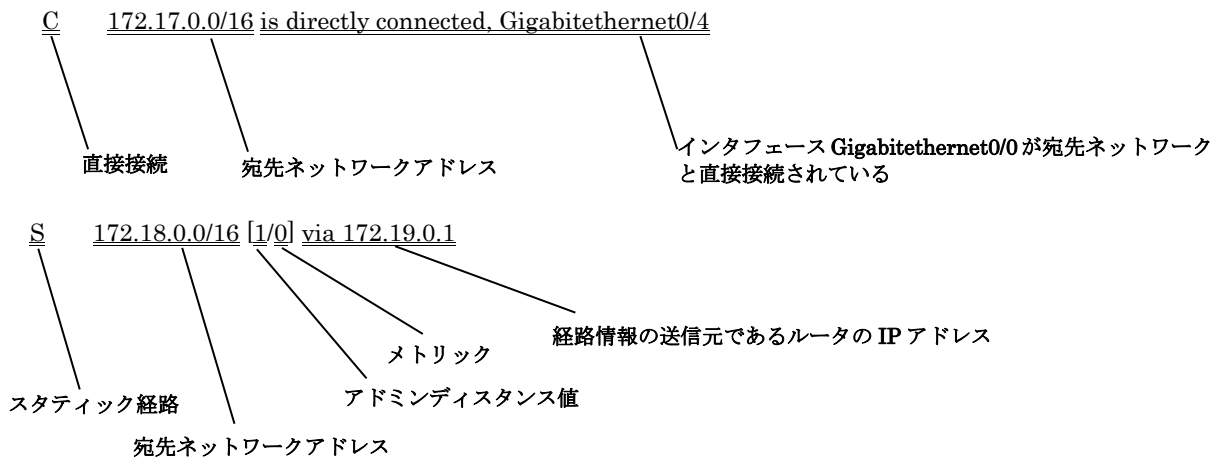 C 172.17.0.0/16 is directly connected, Gigabitethernet0/4
直接接続
宛先ネットワークアドレス
インタフェース Gigabitethernet0/0 が宛先ネットワーク
と直接接続されている
S 172.18.0.0/16 [1/0] via 172.19.0.1
経路情報の送信元であるルータの IP アドレス
メトリック
アドミンディスタンス値
スタティック経路
宛先ネットワークアドレス